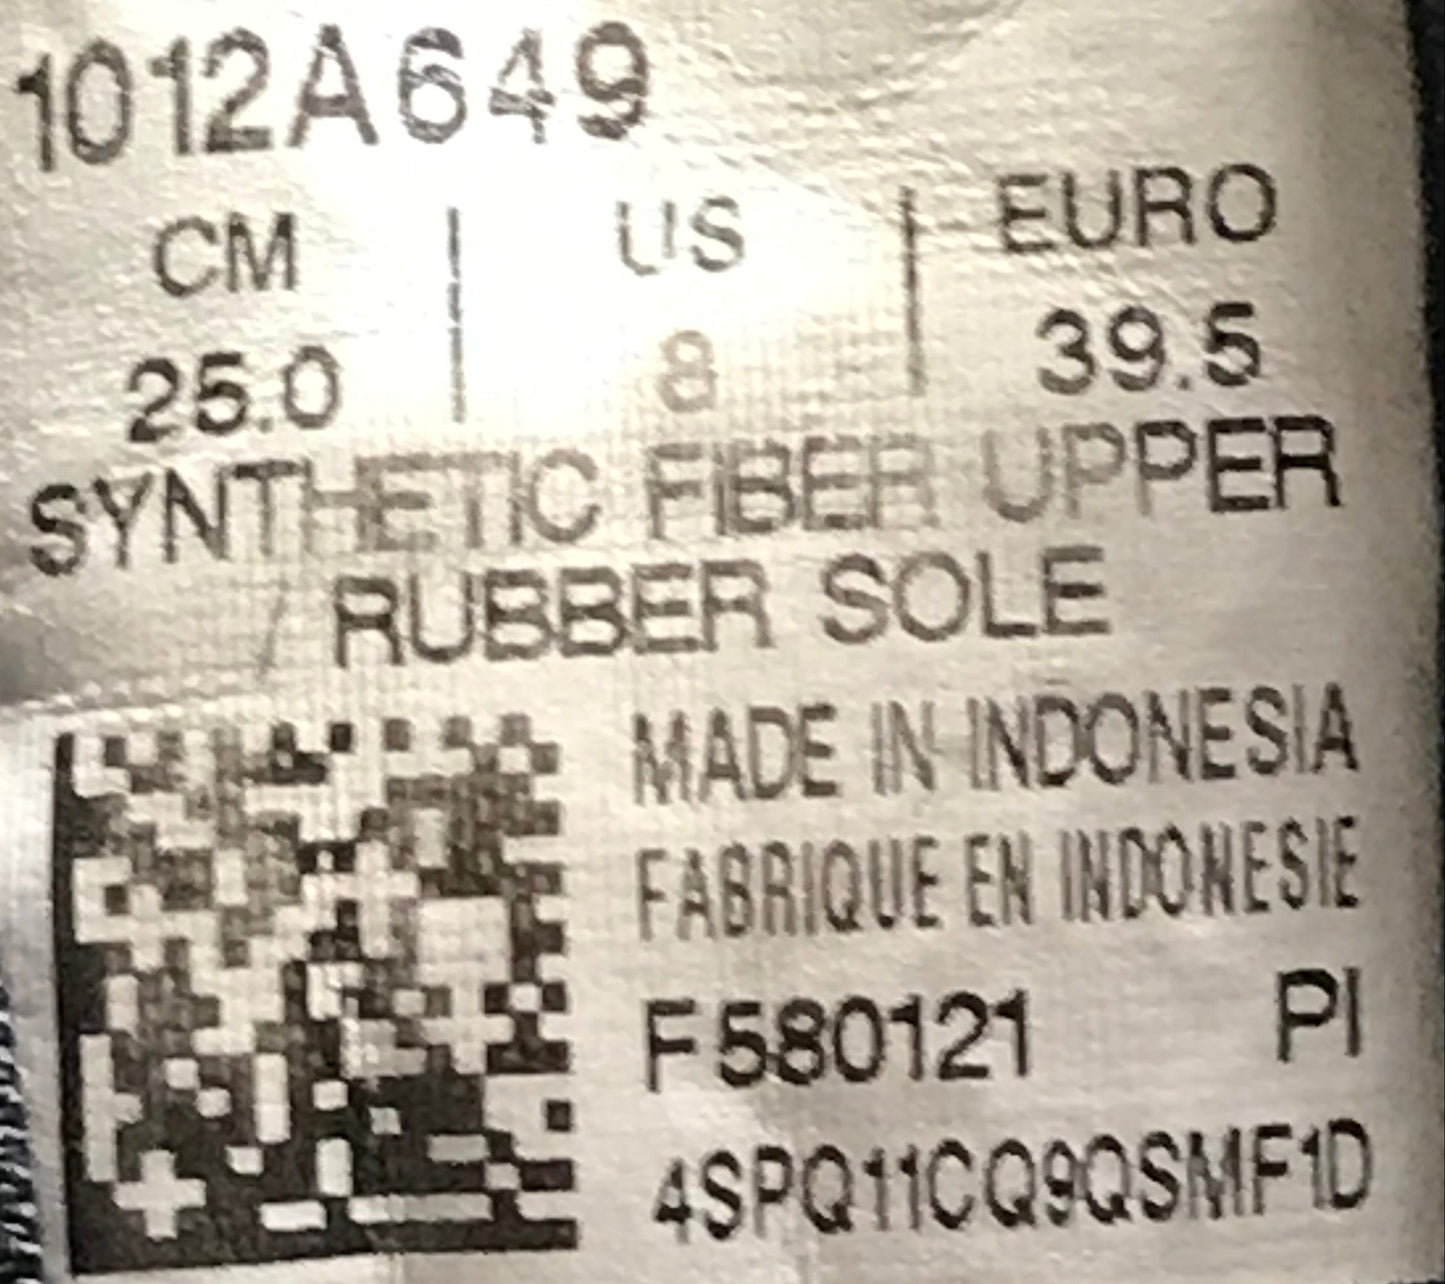 1012A649
CM | US | EURO
25.0 | 8 | 39.5
SYNTHETIC FIBER UPPER
RUBBER SOLE
MADE IN INDONESIA
FABRIQUE EN INDONESIE
F580121 PI
4SPQ11CQ9QSMF1D